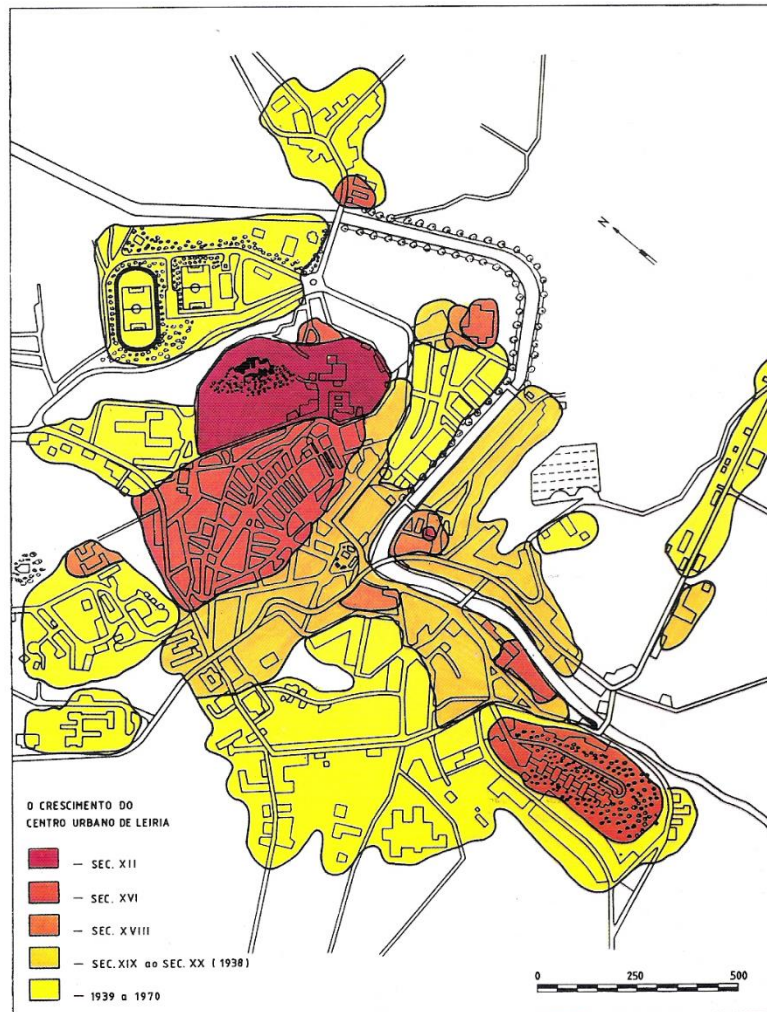 N
O CRESCIMENTO DO
CENTRO URBANO DE LEIRIA
— SEC. XII
— SEC. XVI
— SEC. XVIII
— SEC. XIX ao SEC. XX ( 1938)
— 1939 a 1970
0 250 500